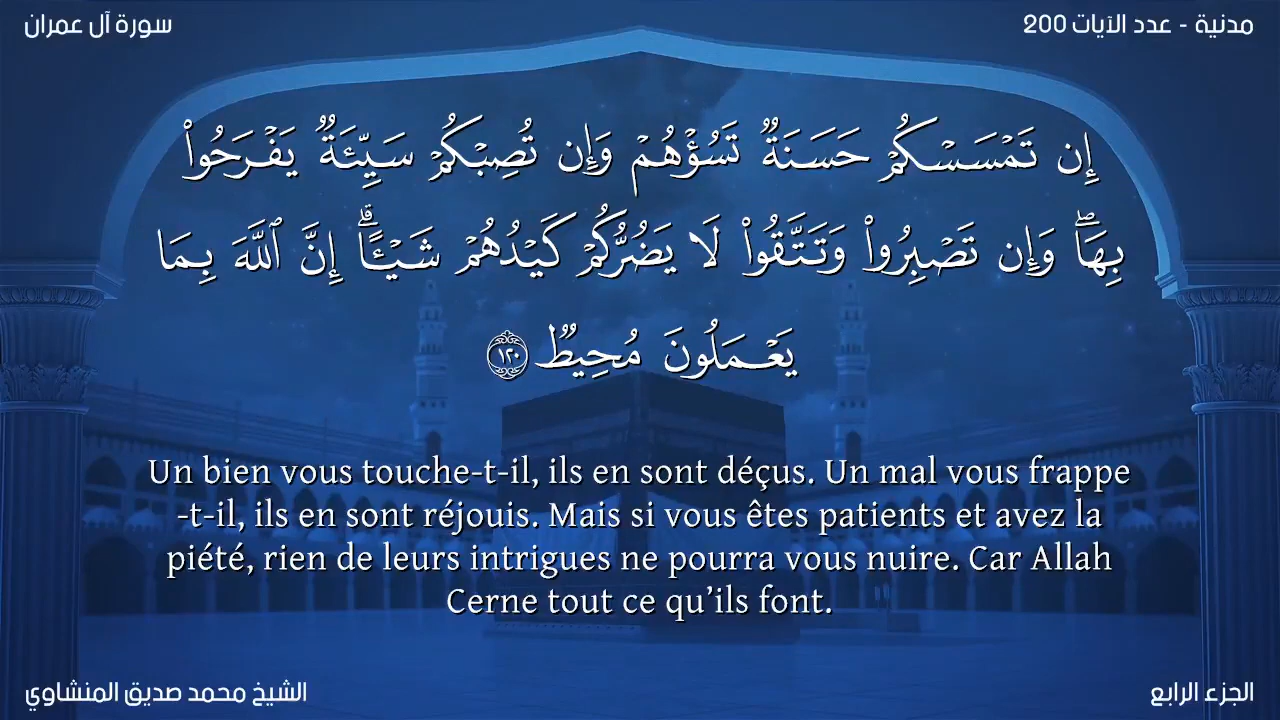 سورة آل عمران
مدنية - عدد الآيات 200
إِن تَمْسَسْكُمْ حَسَنَةٌ تَسُؤْهُمْ وَإِن تُصِبْكُمْ سَيِّئَةٌ يَفْرَحُوا۟
بِهَا ۖ وَإِن تَصْبِرُوا۟ وَتَتَّقُوا۟ لَا يَضُرُّكُمْ كَيْدُهُمْ شَيْـًٔا ۗ إِنَّ ٱللَّهَ بِمَا
يَعْمَلُونَ مُحِيطٌ ١٢٠
Un bien vous touche-t-il, ils en sont déçus. Un mal vous frappe
-t-il, ils en sont réjouis. Mais si vous êtes patients et avez la
piété, rien de leurs intrigues ne pourra vous nuire. Car Allah
Cerne tout ce qu’ils font.
الشيخ محمد صديق المنشاوي
الجزء الرابع